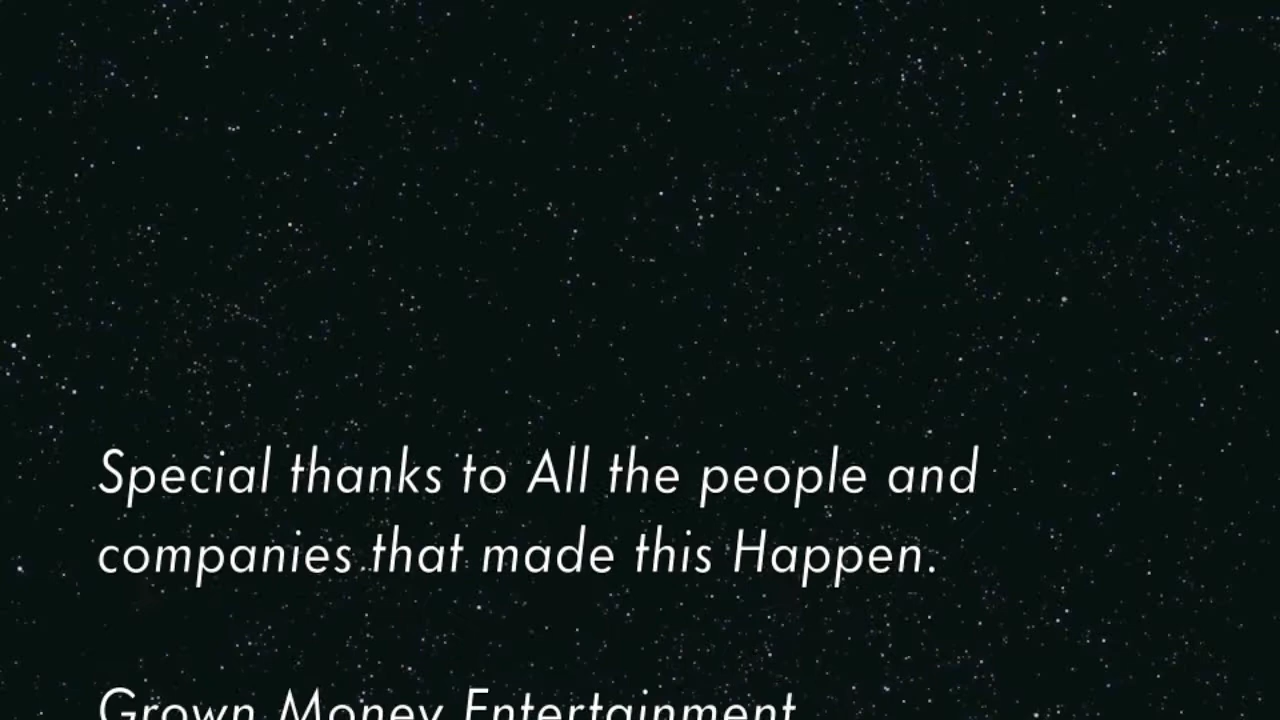 Special thanks to All the people and
companies that made this Happen.
Grown Money Entertainment